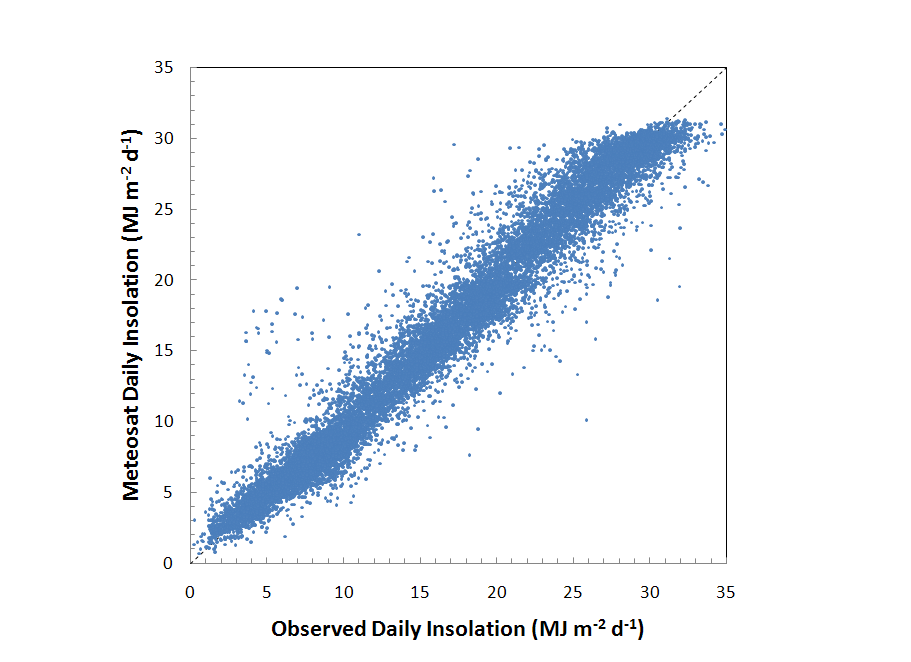 35
30
25
20
15
10
5
0
Meteosat Daily Insolation (MJ m-2 d-1)
0 5 10 15 20 25 30 35
Observed Daily Insolation (MJ m-2 d-1)